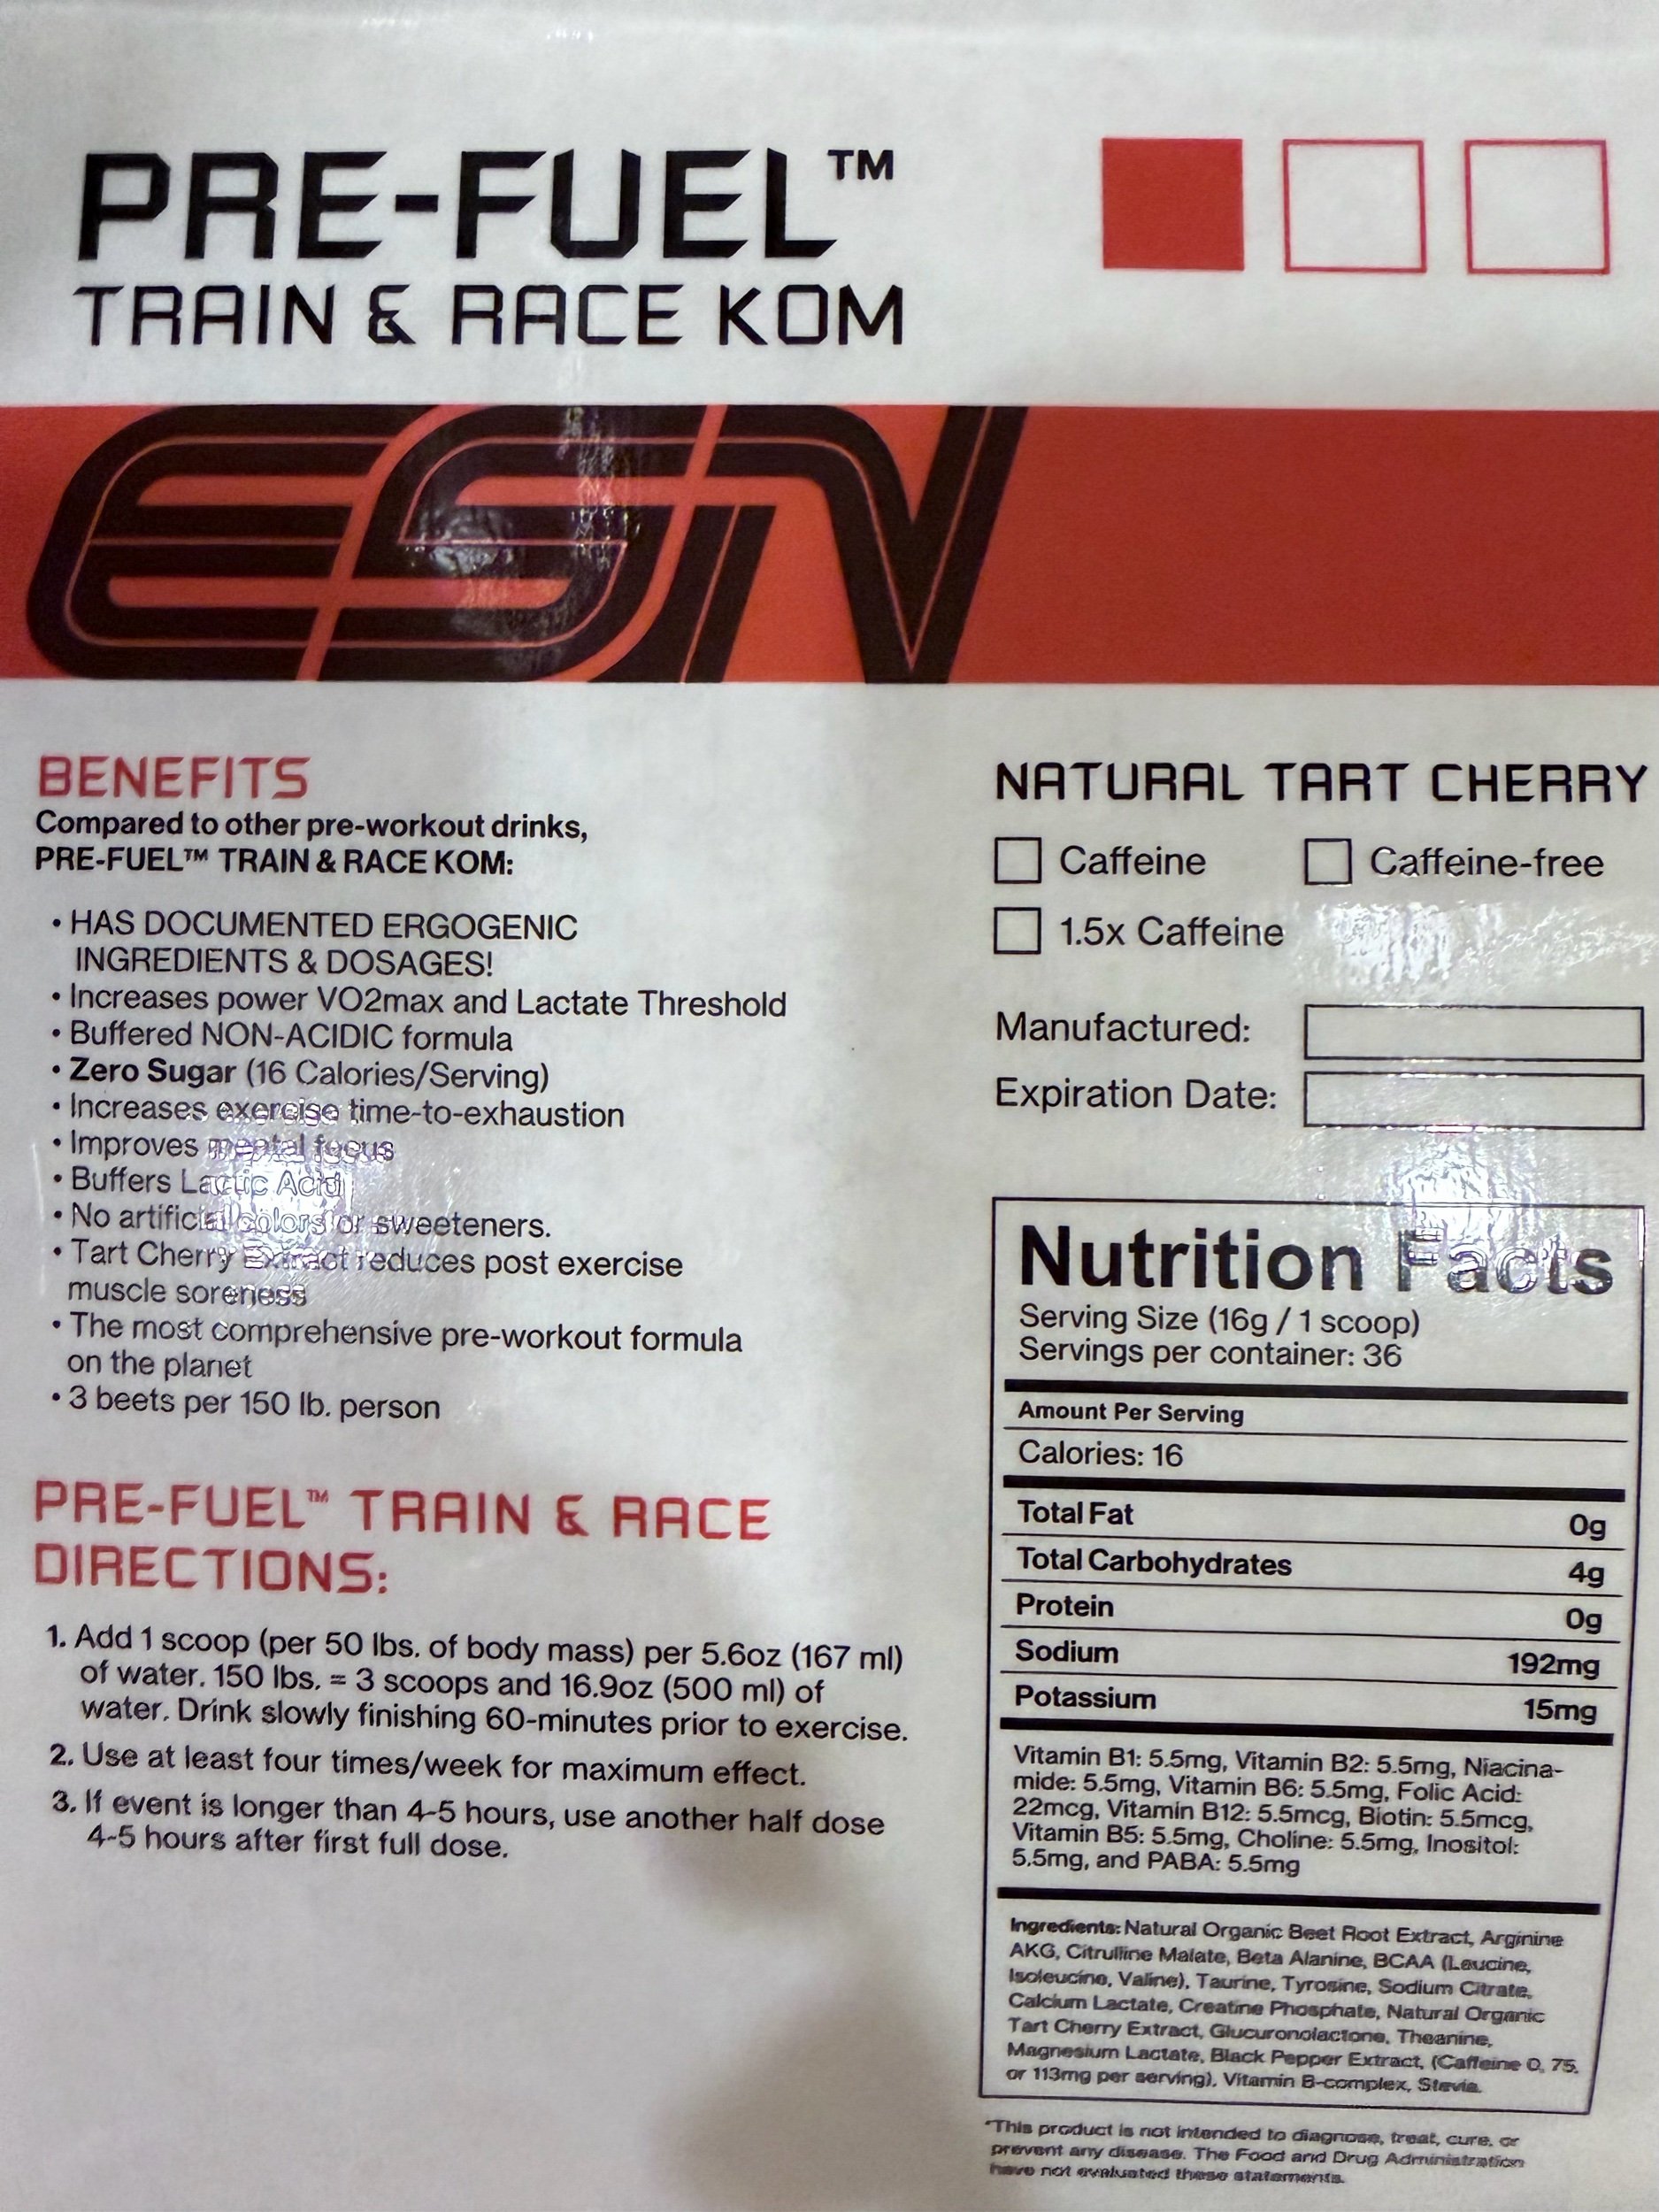 PRE-FUEL™
TRAIN & RACE KOM
ESN
BENEFITS
Compared to other pre-workout drinks,
PRE-FUEL™ TRAIN & RACE KOM:
• HAS DOCUMENTED ERGOGENIC
INGREDIENTS & DOSAGES!
• Increases power VO2max and Lactate Threshold
• Buffered NON-ACIDIC formula
• Zero Sugar (16 Calories/Serving)
• Increases exercise time-to-exhaustion
• Improves mental focus
• Buffers Lactic Acid
• No artificial colors or sweeteners.
• Tart Cherry Extract reduces post exercise
muscle soreness
• The most comprehensive pre-workout formula
on the planet
• 3 beets per 150 lb. person
PRE-FUEL™ TRAIN & RACE
DIRECTIONS:
1. Add 1 scoop (per 50 lbs. of body mass) per 5.6oz (167 ml)
of water. 150 lbs. = 3 scoops and 16.9oz (500 ml) of
water. Drink slowly finishing 60-minutes prior to exercise.
2. Use at least four times/week for maximum effect.
3. If event is longer than 4-5 hours, use another half dose
4-5 hours after first full dose.
NATURAL TART CHERRY
Caffeine Caffeine-free
1.5x Caffeine
Manufactured:
Expiration Date:
Nutrition Facts
Serving Size (16g / 1 scoop)
Servings per container: 36
Amount Per Serving
Calories: 16
Total Fat 0g
Total Carbohydrates 4g
Protein 0g
Sodium 192mg
Potassium 15mg
Vitamin B1: 5.5mg, Vitamin B2: 5.5mg, Niacina-
mide: 5.5mg, Vitamin B6: 5.5mg, Folic Acid:
22mcg, Vitamin B12: 5.5mcg, Biotin: 5.5mcg,
Vitamin B5: 5.5mg, Choline: 5.5mg, Inositol:
5.5mg, and PABA: 5.5mg
Ingredients: Natural Organic Beet Root Extract, Arginine
AKG, Citrulline Malate, Beta Alanine, BCAA (Leucine,
Isoleucine, Valine), Taurine, Tyrosine, Sodium Citrate,
Calcium Lactate, Creatine Phosphate, Natural Organic
Tart Cherry Extract, Glucuronolactone, Theanine,
Magnesium Lactate, Black Pepper Extract, (Caffeine 0, 75,
or 113mg per serving), Vitamin B-complex, Stevia.
*This product is not intended to diagnose, treat, cure, or
prevent any disease. The Food and Drug Administration
have not evaluated these statements.